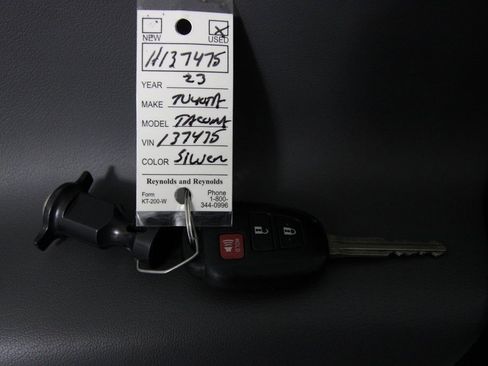 NEW USED
H137475
YEAR 23
MAKE TOYOTA
MODEL TACOMA
VIN 137475
COLOR SILVER
Reynolds and Reynolds
Form
KT-200-W
Phone
1-800-
344-0996
HOLD